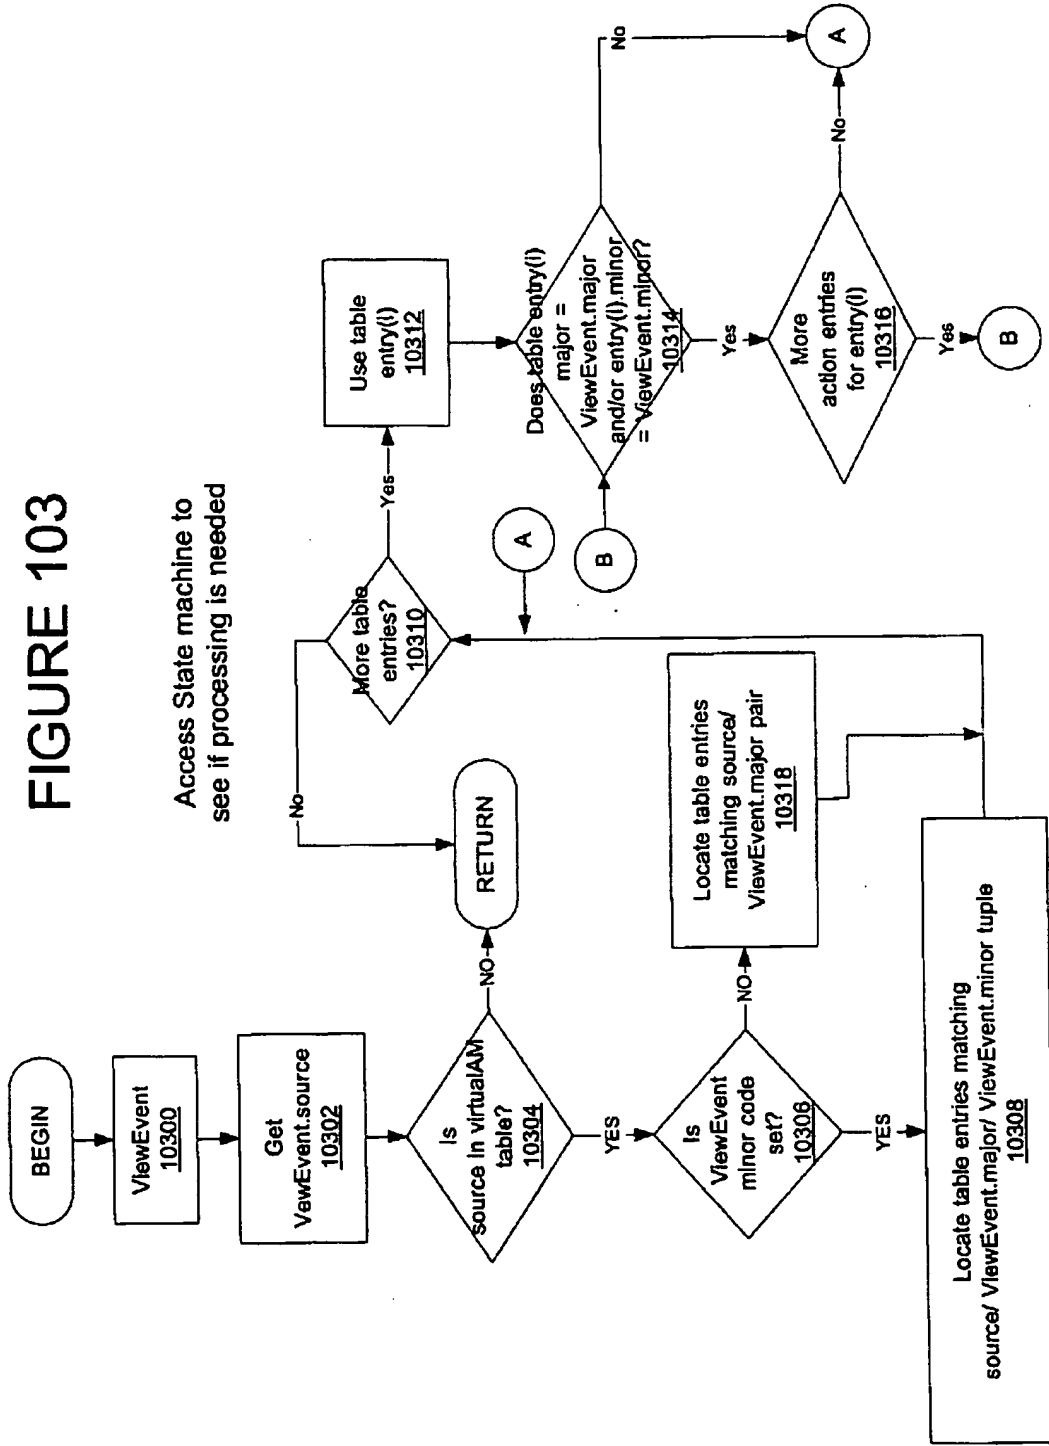 FIGURE 103
Access State machine to
see if processing is needed
BEGIN
ViewEvent
10300
Get
VewEvent.source
10302
Is
source in virtualAM
table?
10304
NO
RETURN
YES
Is
ViewEvent
minor code
set?
10306
NO
Locate table entries
matching source/
ViewEvent.major pair
10318
YES
Locate table entries matching
source/ ViewEvent.major/ ViewEvent.minor tuple
10308
More table
entries?
10310
No
Yes
Use table
entry(i)
10312
A
B
Does table entry(i)
major =
ViewEvent.major
and/or entry(i).minor
= ViewEvent.minor?
10314
No
Yes
More
action entries
for entry(i)
10316
No
A
Yes
B